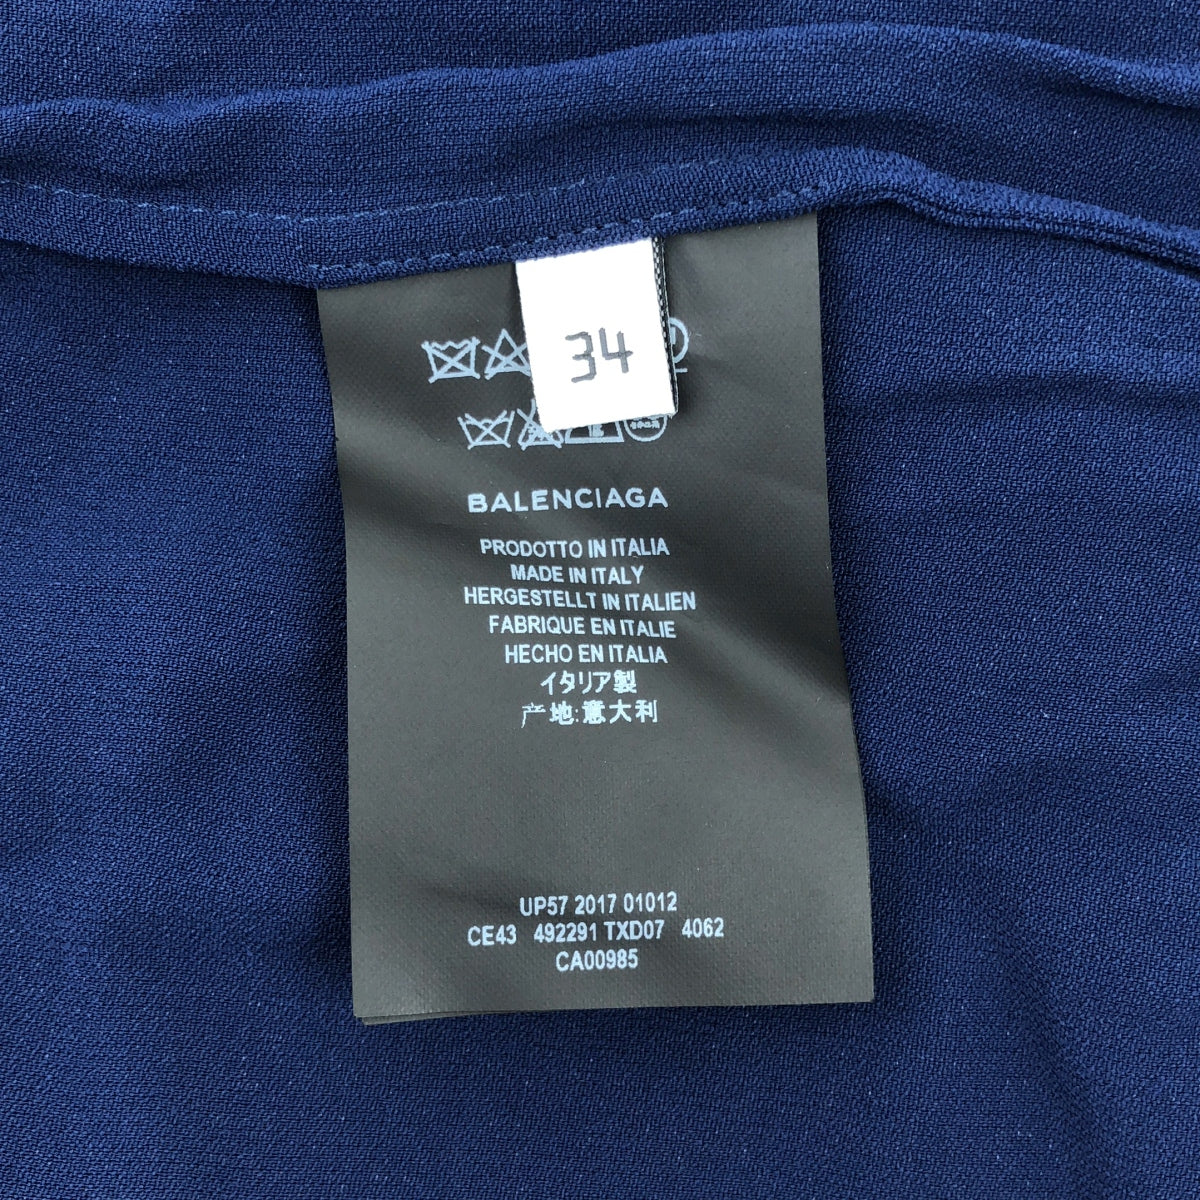 34
BALENCIAGA
PRODOTTO IN ITALIA
MADE IN ITALY
HERGESTELLT IN ITALIEN
FABRIQUE EN ITALIE
HECHO EN ITALIA
イタリア製
产地:意大利
UP57 2017 01012
CE43 492291 TXD07 4062
CA00985